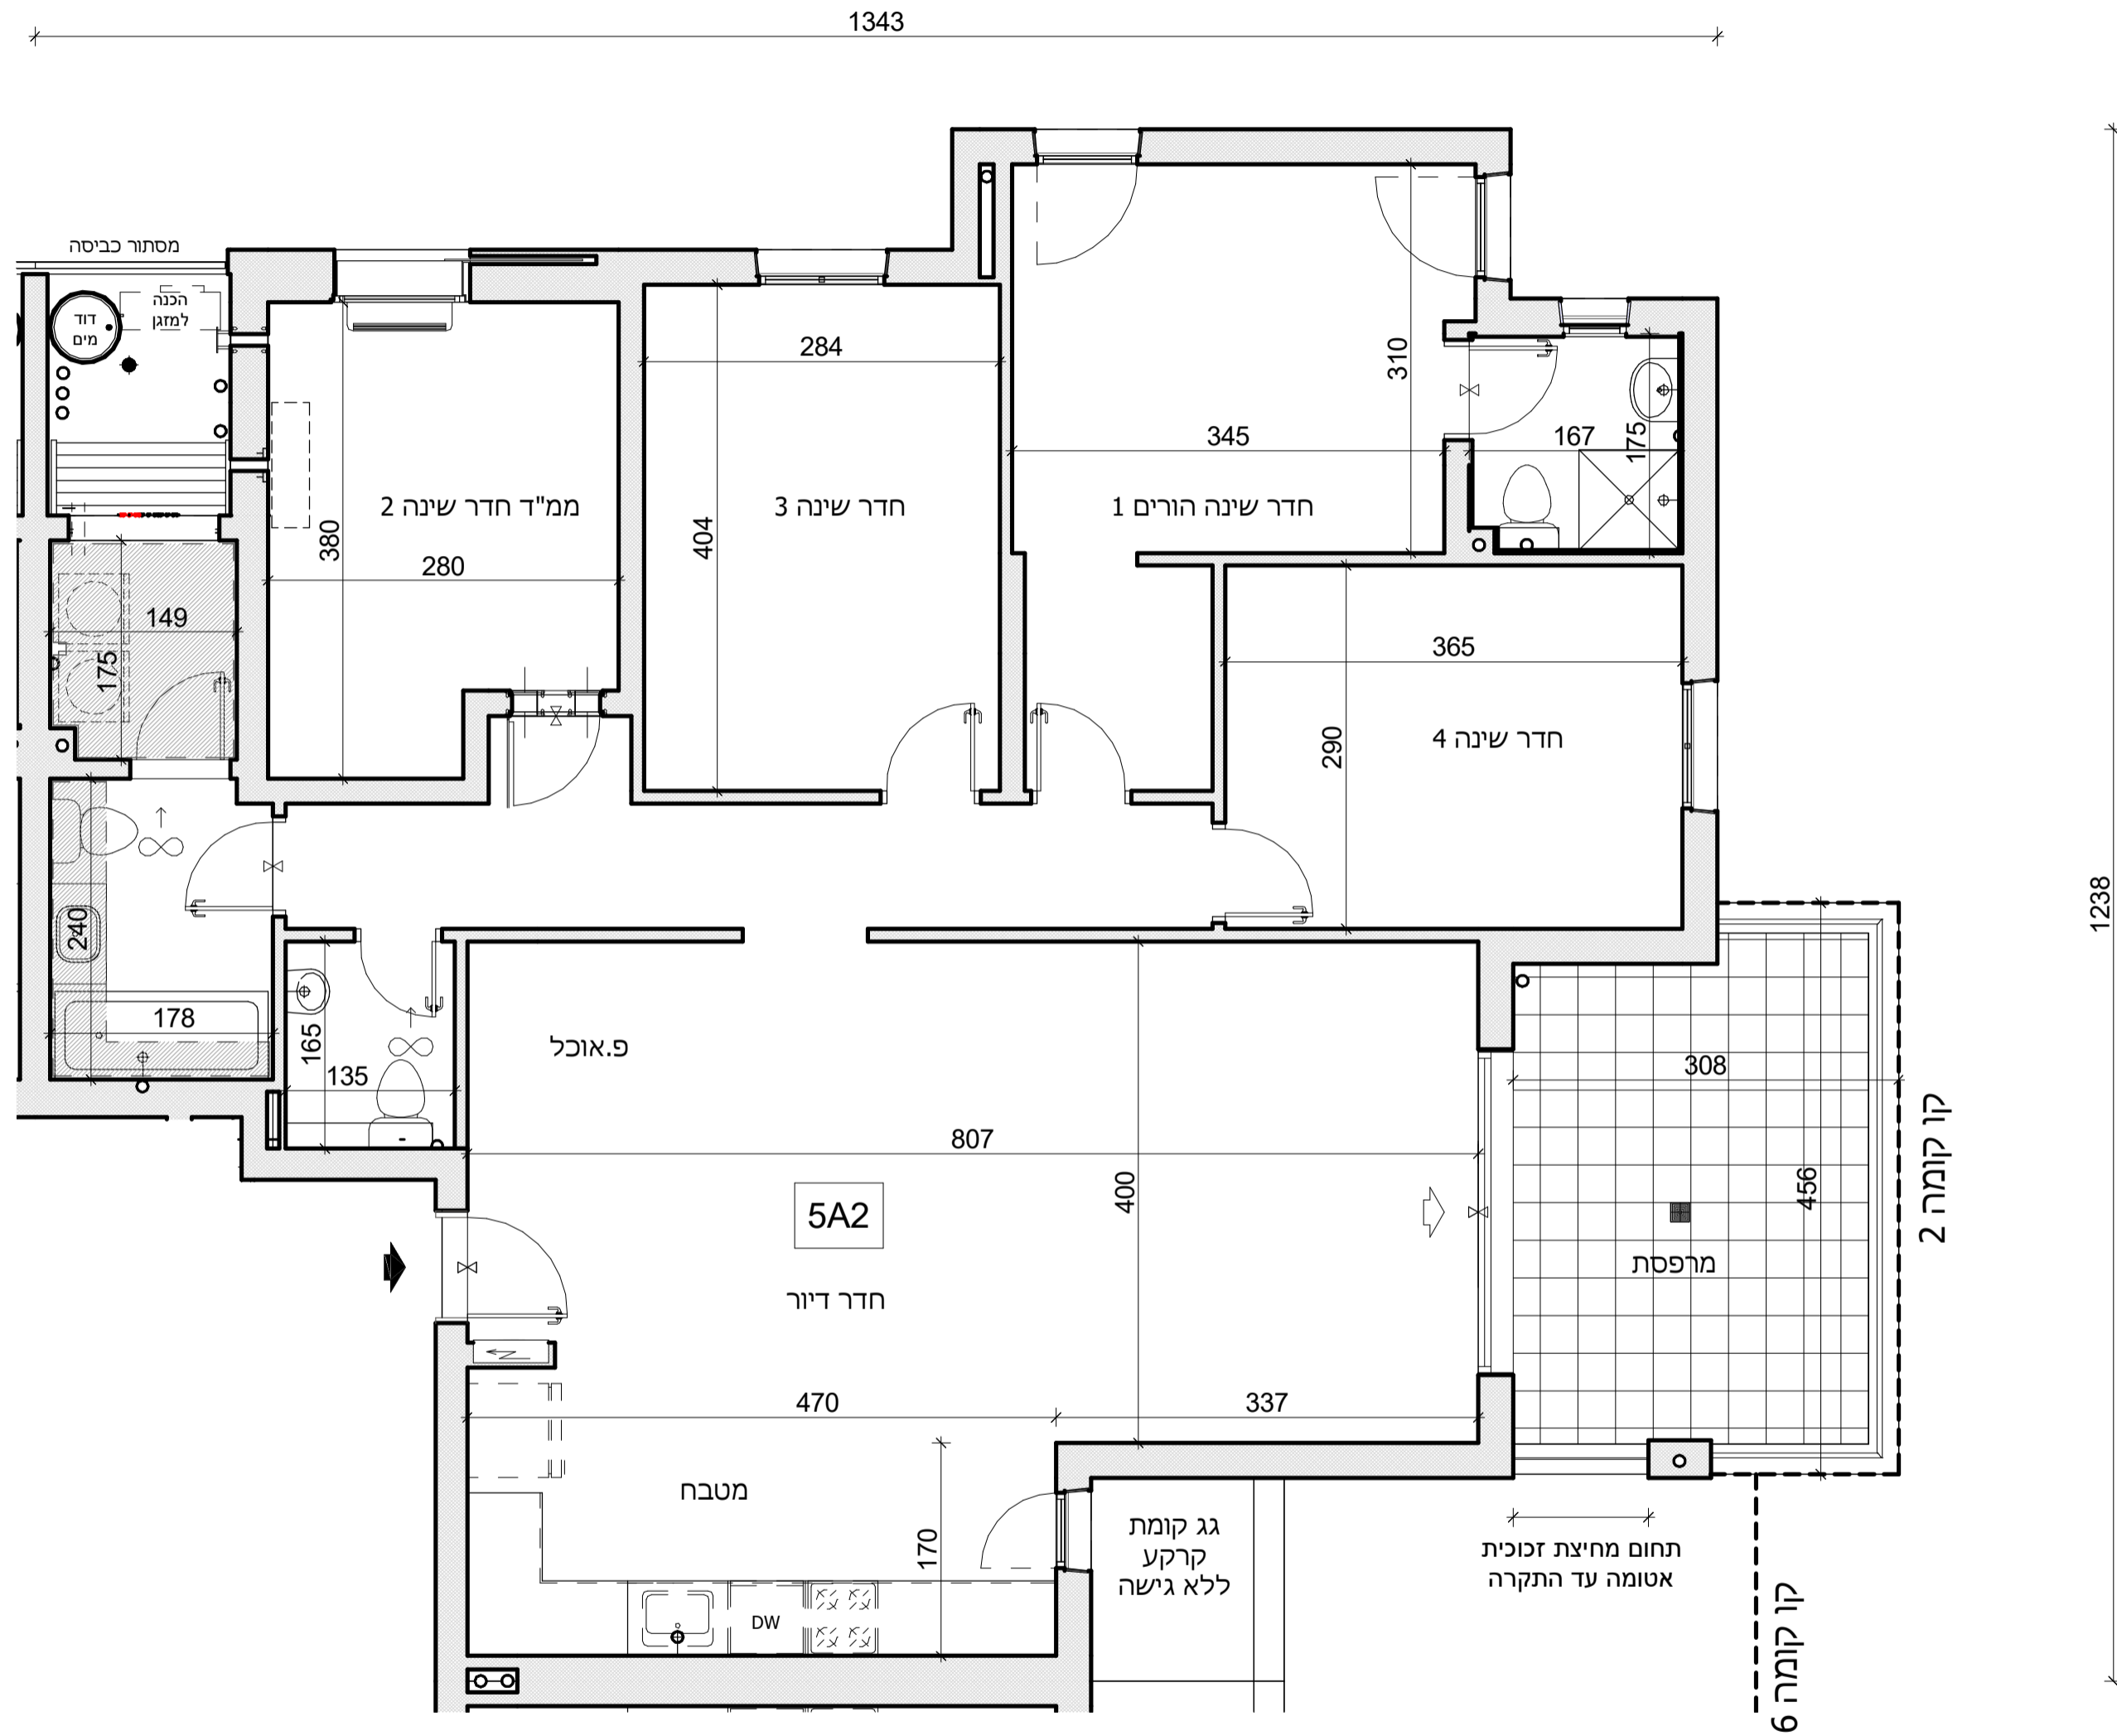 1343
מסתור כביסה
הכנה
למזגן
דוד
מים
284
310
345
167
175
ממ"ד חדר שינה 2
חדר שינה 3
חדר שינה הורים 1
380
404
280
149
175
365
290
חדר שינה 4
1238
240
178
165
135
פ.אוכל
308
807
400
456
קו קומה 2
5A2
מרפסת
חדר דיור
470
337
מטבח
170
DW
גג קומת
קרקע
ללא גישה
תחום מחיצת זכוכית
אטומה עד התקרה
קו קומה 6